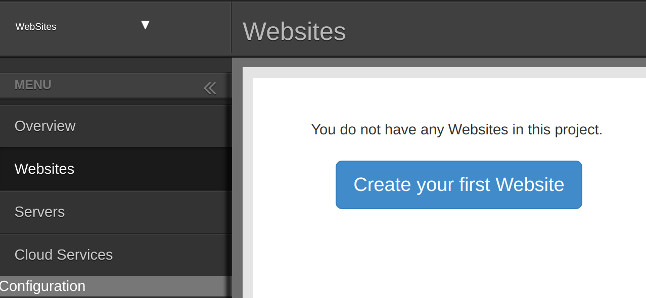 WebSites
Websites
MENU
Overview
Websites
Servers
Cloud Services
Configuration
You do not have any Websites in this project.
Create your first Website